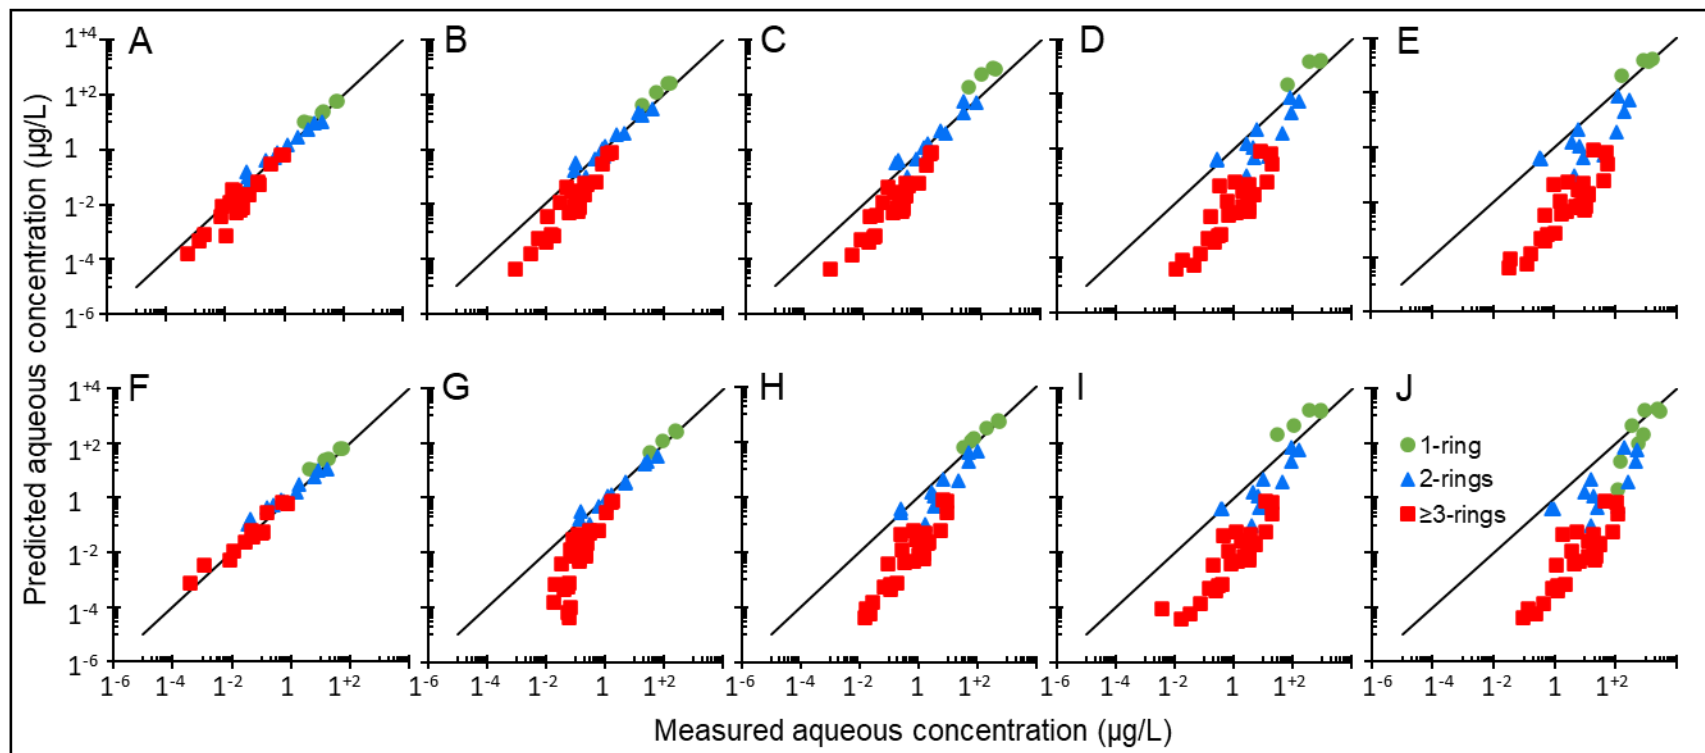 A B C D E
1+4
1+2
1
1-2
1-4
1-6
Predicted aqueous concentration (µg/L)
F G H I J
1+4
1+2
1
1-2
1-4
1-6
1-ring
2-rings
≥3-rings
1-6 1-4 1-2 1 1+2 1-6 1-4 1-2 1 1+2 1-6 1-4 1-2 1 1+2 1-6 1-4 1-2 1 1+2 1-6 1-4 1-2 1 1+2
Measured aqueous concentration (µg/L)